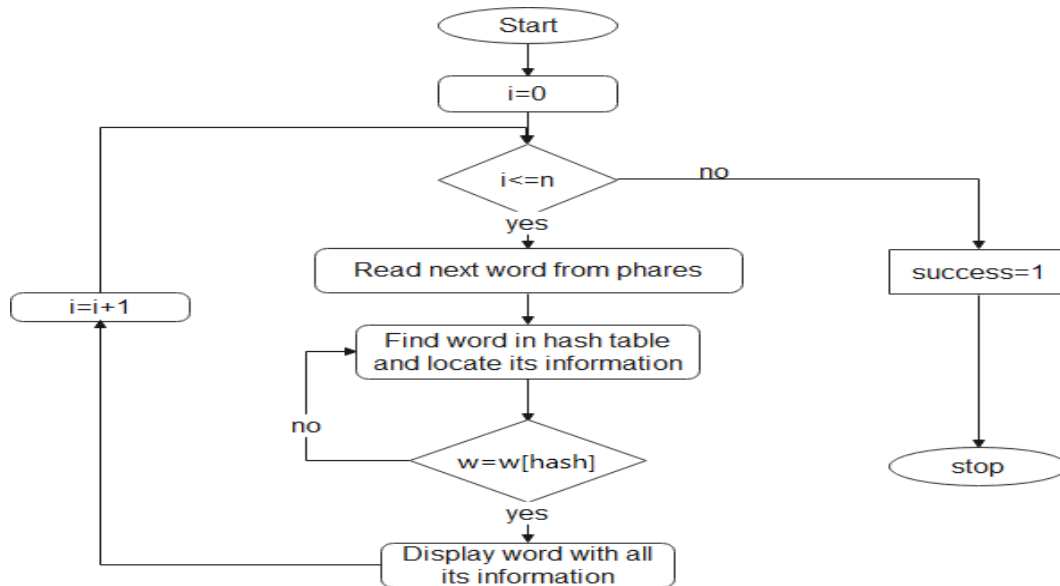 Start
i=0
i<=n
no
yes
Read next word from phares
success=1
i=i+1
Find word in hash table
and locate its information
no
w=w[hash]
stop
yes
Display word with all
its information